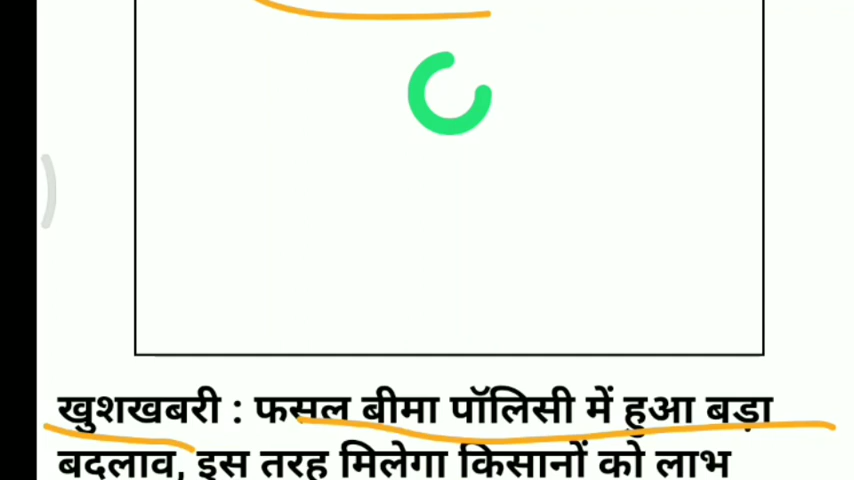 खुशखबरी : फसल बीमा पॉलिसी में हुआ बड़ा
बदलाव, इस तरह मिलेगा किसानों को लाभ